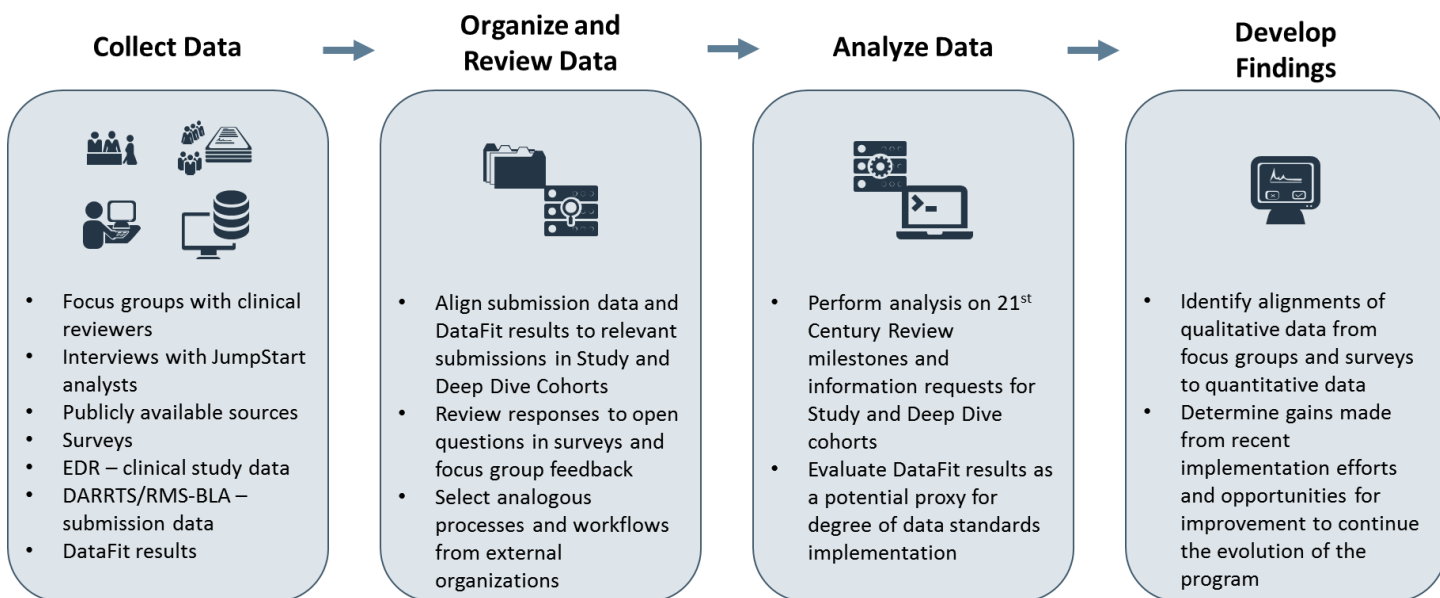 Collect Data
Organize and
Review Data
Analyze Data
Develop
Findings
• Focus groups with clinical
reviewers
• Interviews with JumpStart
analysts
• Publicly available sources
• Surveys
• EDR – clinical study data
• DARRTS/RMS-BLA –
submission data
• DataFit results
• Align submission data and
DataFit results to relevant
submissions in Study and
Deep Dive Cohorts
• Review responses to open
questions in surveys and
focus group feedback
• Select analogous
processes and workflows
from external
organizations
• Perform analysis on 21st
Century Review
milestones and
information requests for
Study and Deep Dive
cohorts
• Evaluate DataFit results as
a potential proxy for
degree of data standards
implementation
• Identify alignments of
qualitative data from
focus groups and surveys
to quantitative data
• Determine gains made
from recent
implementation efforts
and opportunities for
improvement to continue
the evolution of the
program